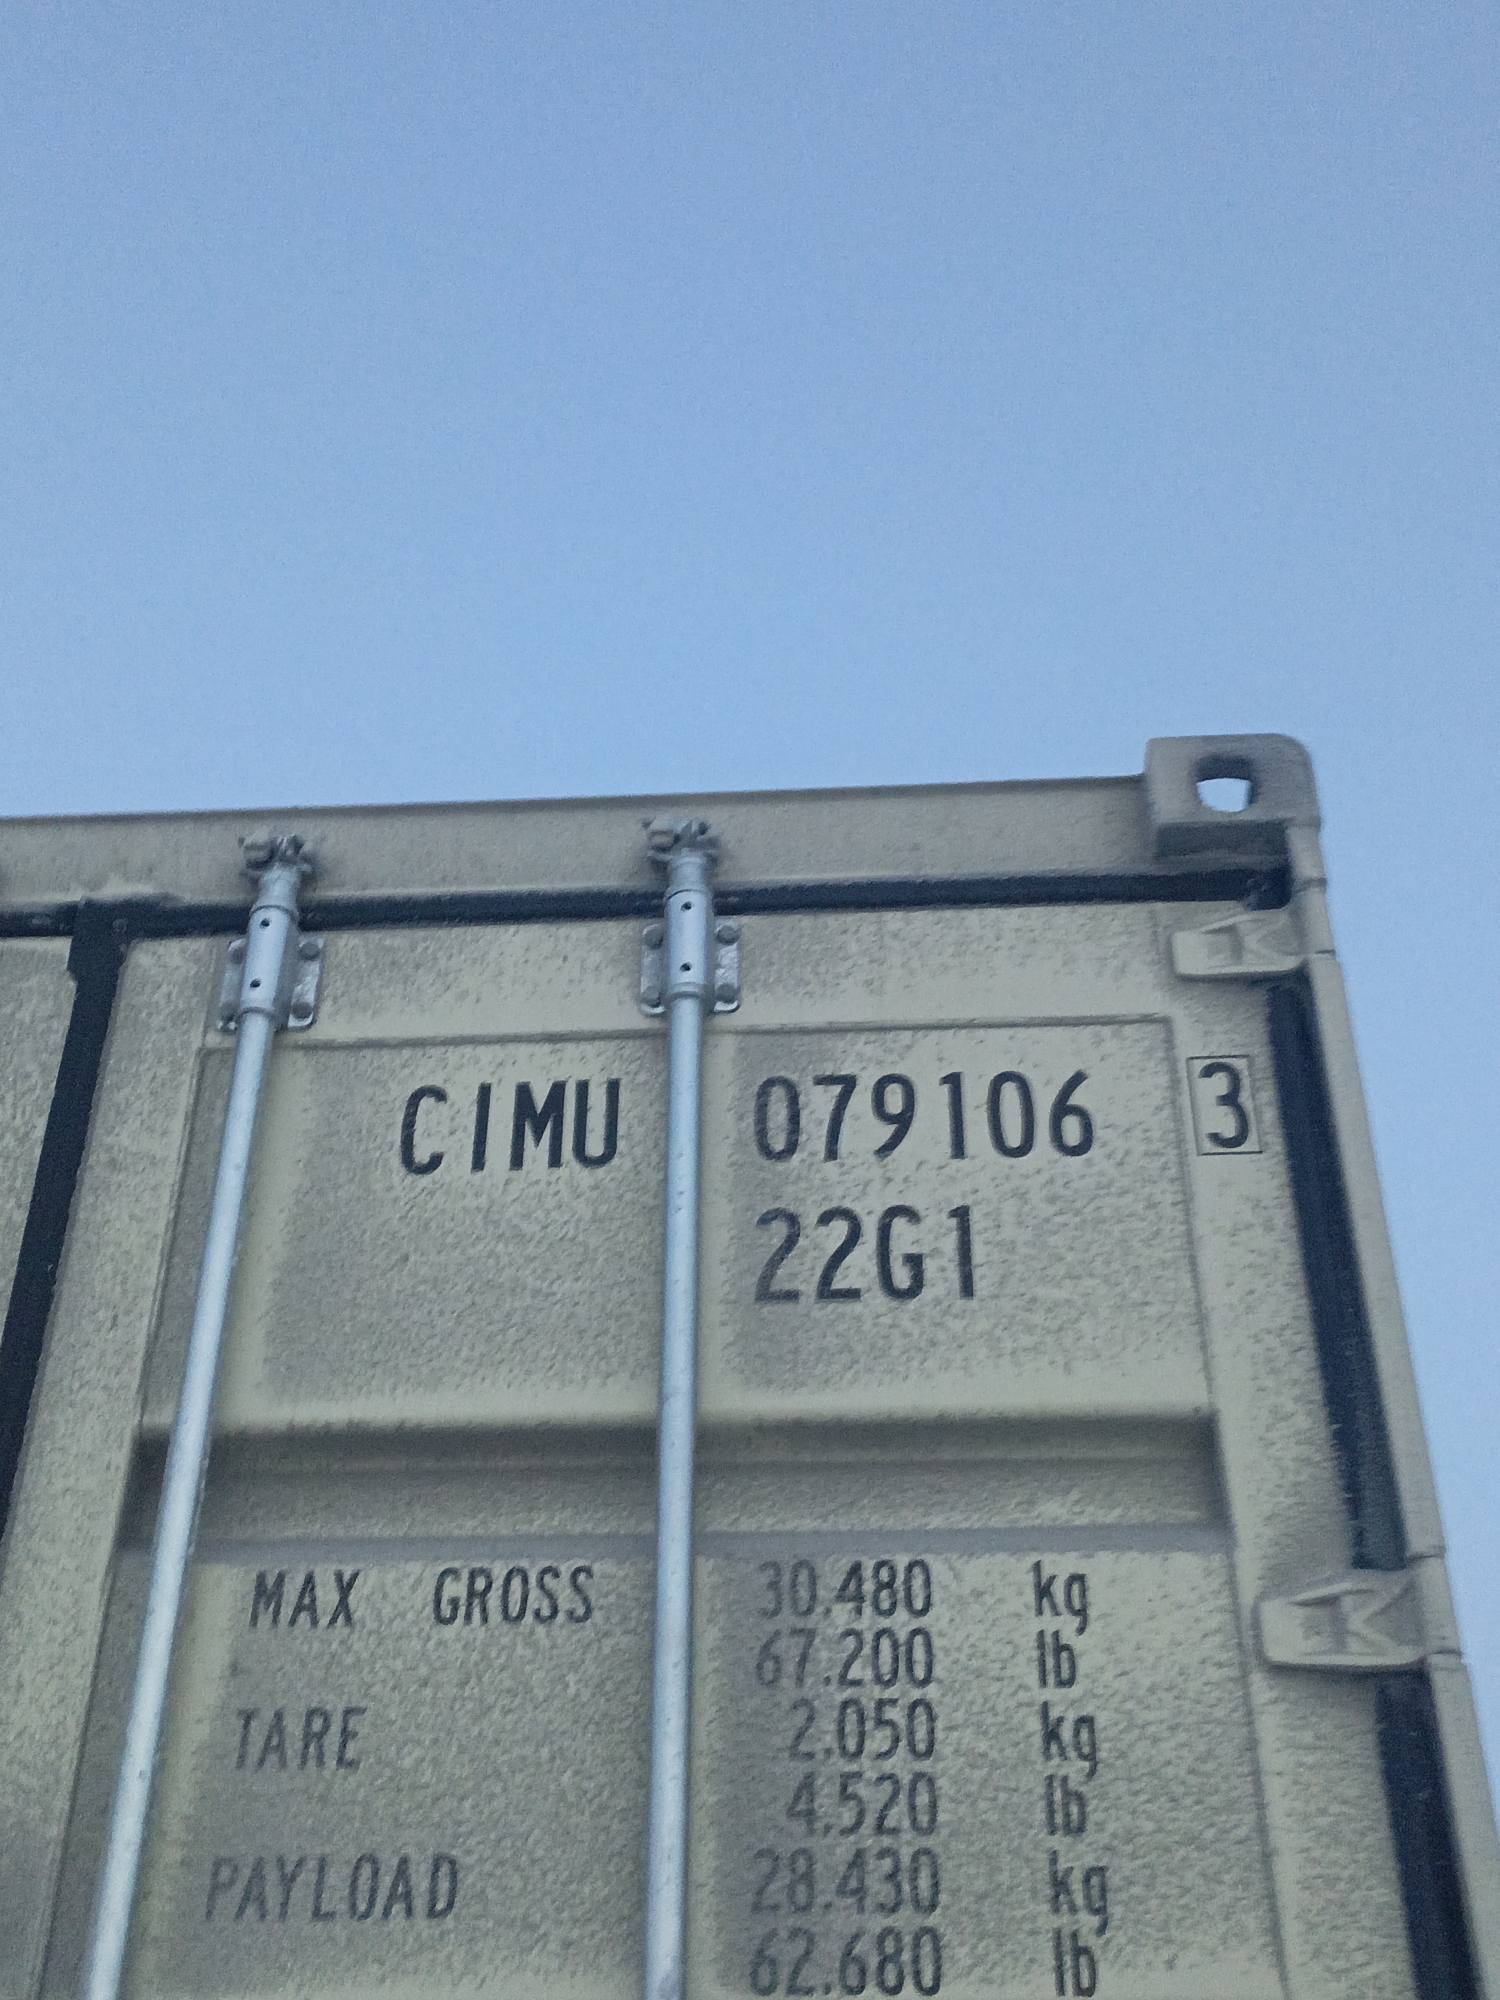 CIMU 079106 3
22G1
MAX GROSS 30.480 kg
67.200 lb
TARE 2.050 kg
4.520 lb
PAYLOAD 28.430 kg
62.680 lb